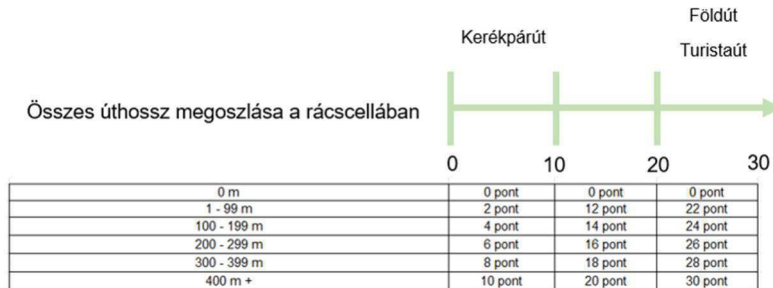 Földút
Kerékpárút
Turistaút
Összes úthossz megoszlása a rácscellában
0 10 20 30
0 m 0 pont 0 pont 0 pont
1 - 99 m 2 pont 12 pont 22 pont
100 - 199 m 4 pont 14 pont 24 pont
200 - 299 m 6 pont 16 pont 26 pont
300 - 399 m 8 pont 18 pont 28 pont
400 m + 10 pont 20 pont 30 pont